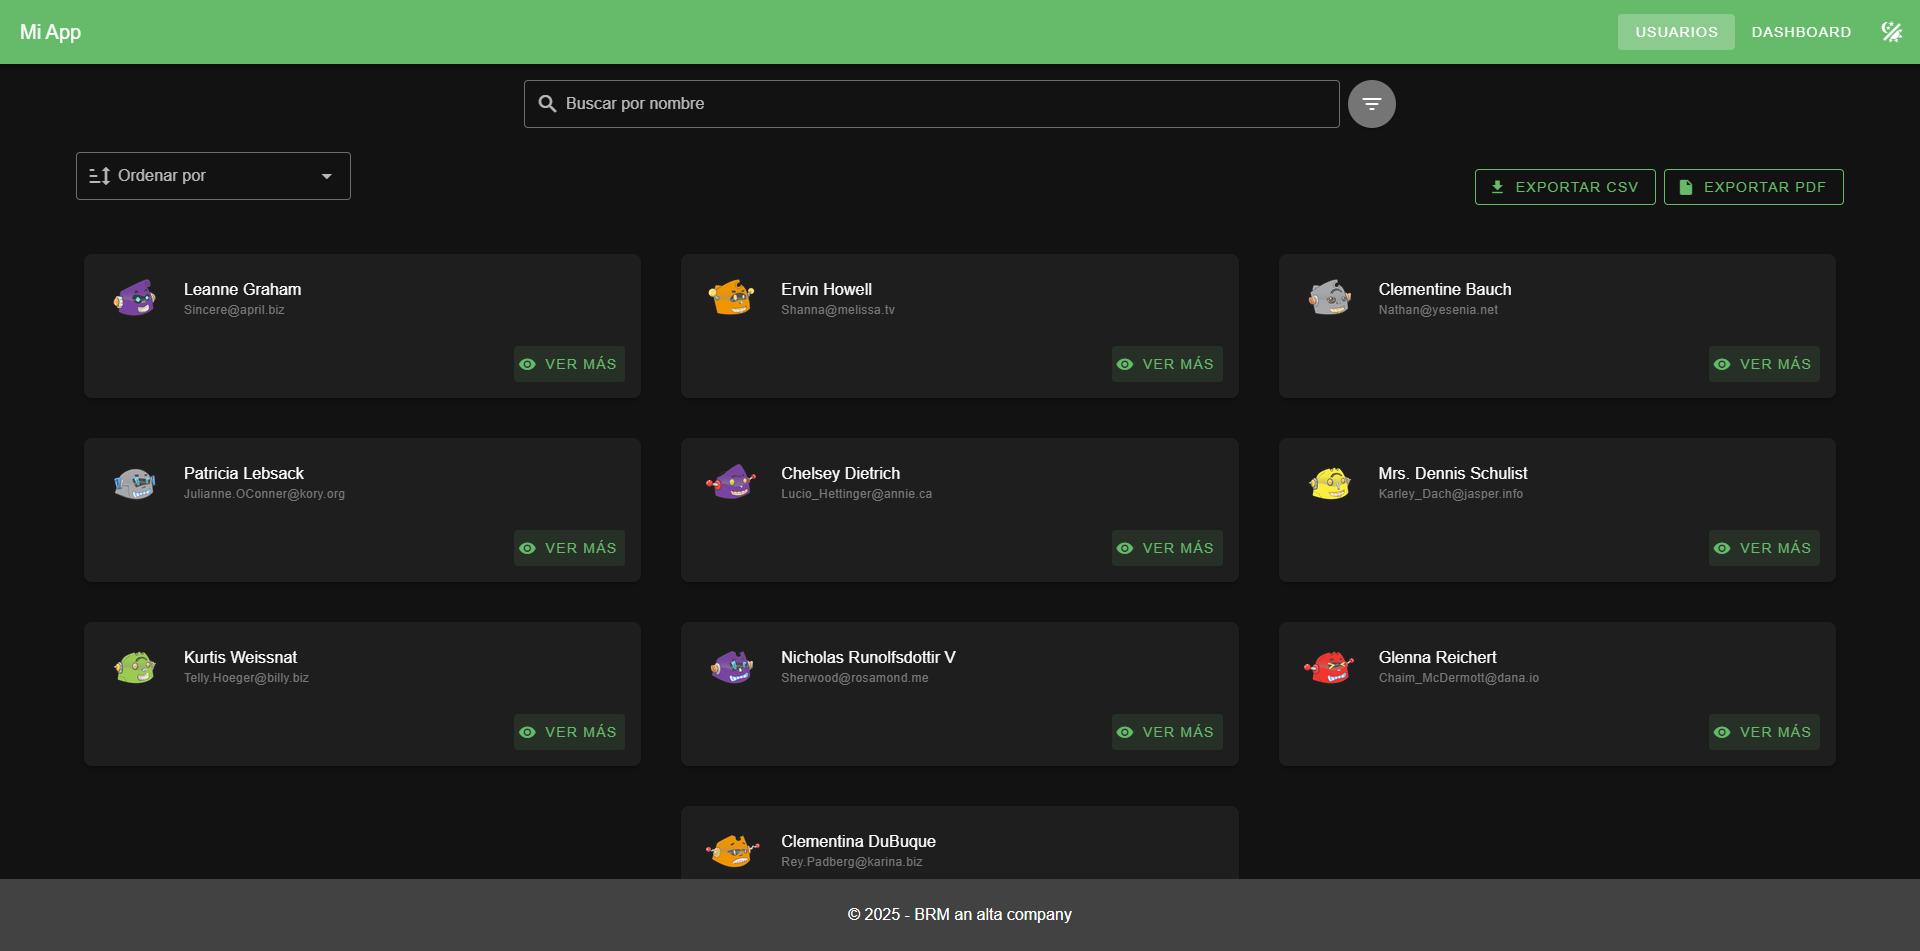 Mi App
USUARIOS
DASHBOARD
Buscar por nombre
Ordenar por
EXPORTAR CSV
EXPORTAR PDF
Leanne Graham
Sincere@april.biz
VER MÁS
Ervin Howell
Shanna@melissa.tv
VER MÁS
Clementine Bauch
Nathan@yesenia.net
VER MÁS
Patricia Lebsack
Julianne.OConner@kory.org
VER MÁS
Chelsey Dietrich
Lucio_Hettinger@annie.ca
VER MÁS
Mrs. Dennis Schulist
Karley_Dach@jasper.info
VER MÁS
Kurtis Weissnat
Telly.Hoeger@billy.biz
VER MÁS
Nicholas Runolfsdottir V
Sherwood@rosamond.me
VER MÁS
Glenna Reichert
Chaim_McDermott@dana.io
VER MÁS
Clementina DuBuque
Rey.Padberg@karina.biz
© 2025 - BRM an alta company